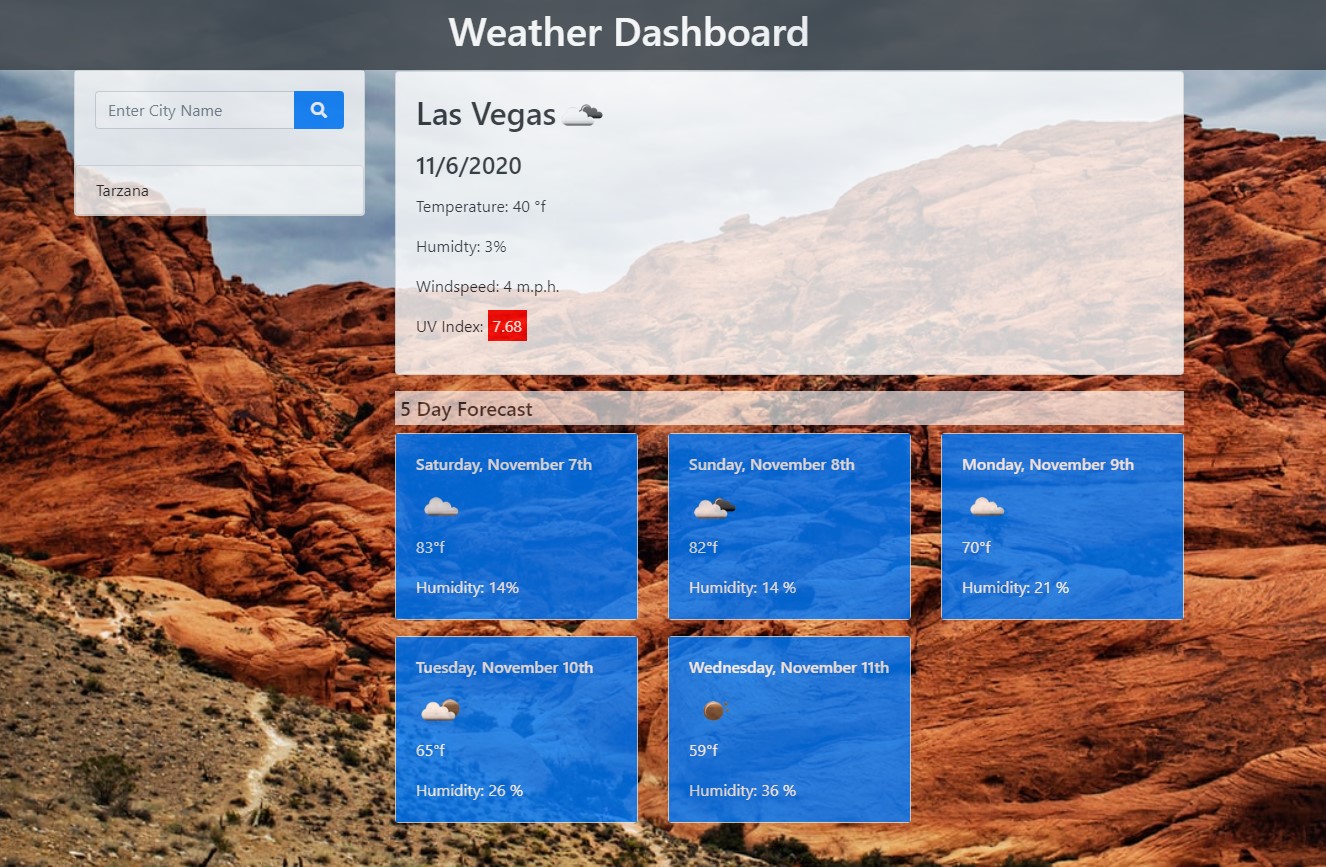 Weather Dashboard
Enter City Name
Tarzana
Las Vegas
11/6/2020
Temperature: 40 °f
Humidty: 3%
Windspeed: 4 m.p.h.
UV Index: 7.68
5 Day Forecast
Saturday, November 7th
83°f
Humidity: 14%
Sunday, November 8th
82°f
Humidity: 14 %
Monday, November 9th
70°f
Humidity: 21 %
Tuesday, November 10th
65°f
Humidity: 26 %
Wednesday, November 11th
59°f
Humidity: 36 %